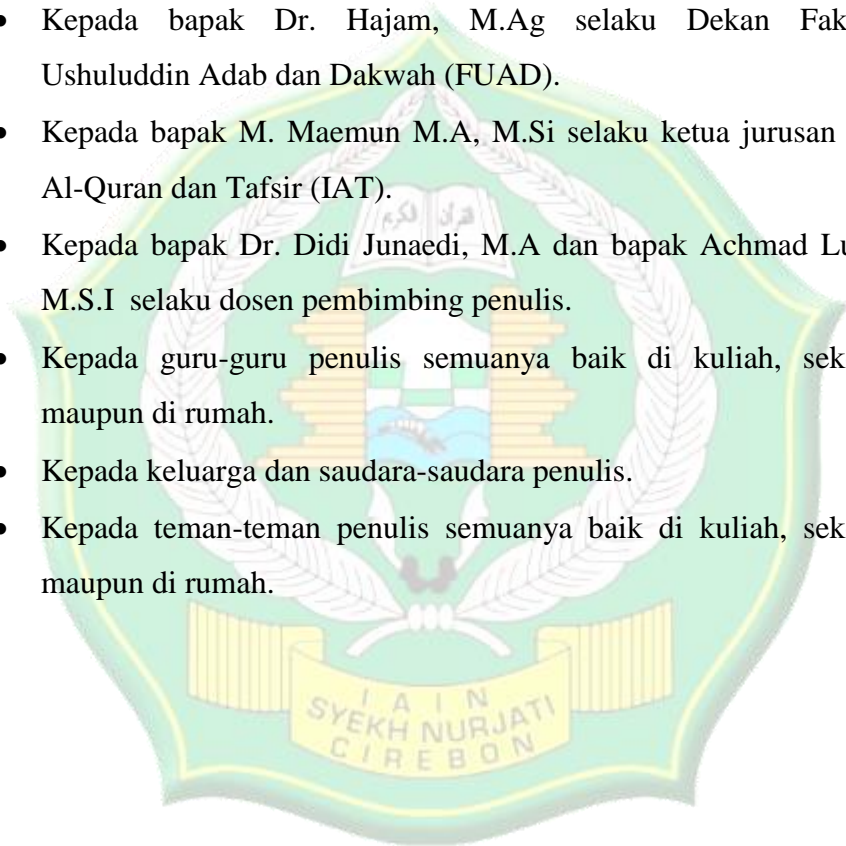 • Kepada bapak Dr. Hajam, M.Ag selaku Dekan Fak
Ushuluddin Adab dan Dakwah (FUAD).
• Kepada bapak M. Maemun M.A, M.Si selaku ketua jurusan
Al-Quran dan Tafsir (IAT).
• Kepada bapak Dr. Didi Junaedi, M.A dan bapak Achmad Lu
M.S.I selaku dosen pembimbing penulis.
• Kepada guru-guru penulis semuanya baik di kuliah, sek
maupun di rumah.
• Kepada keluarga dan saudara-saudara penulis.
• Kepada teman-teman penulis semuanya baik di kuliah, sek
maupun di rumah.
قرآن الكريم
IAIN
SYEKH NURJATI
CIREBON